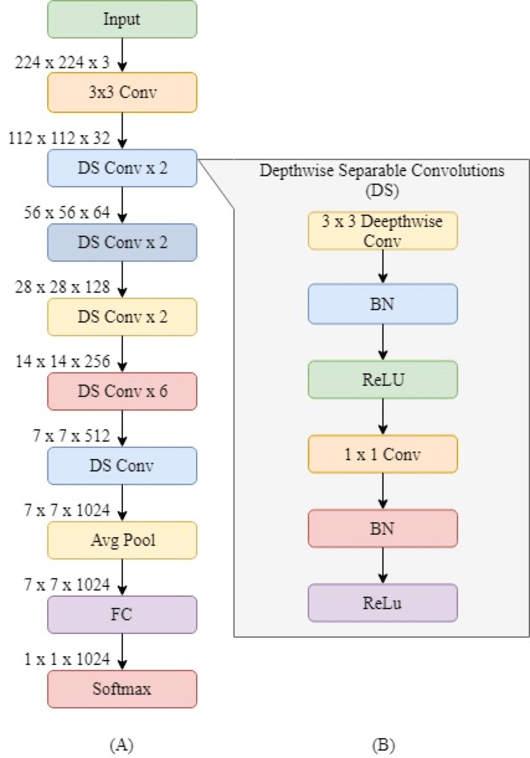 Input
224 x 224 x 3
3x3 Conv
112 x 112 x 32
DS Conv x 2
56 x 56 x 64
DS Conv x 2
28 x 28 x 128
DS Conv x 2
14 x 14 x 256
DS Conv x 6
7 x 7 x 512
DS Conv
7 x 7 x 1024
Avg Pool
7 x 7 x 1024
FC
1 x 1 x 1024
Softmax
(A)
Depthwise Separable Convolutions
(DS)
3 x 3 Deepthwise
Conv
BN
ReLU
1 x 1 Conv
BN
ReLu
(B)